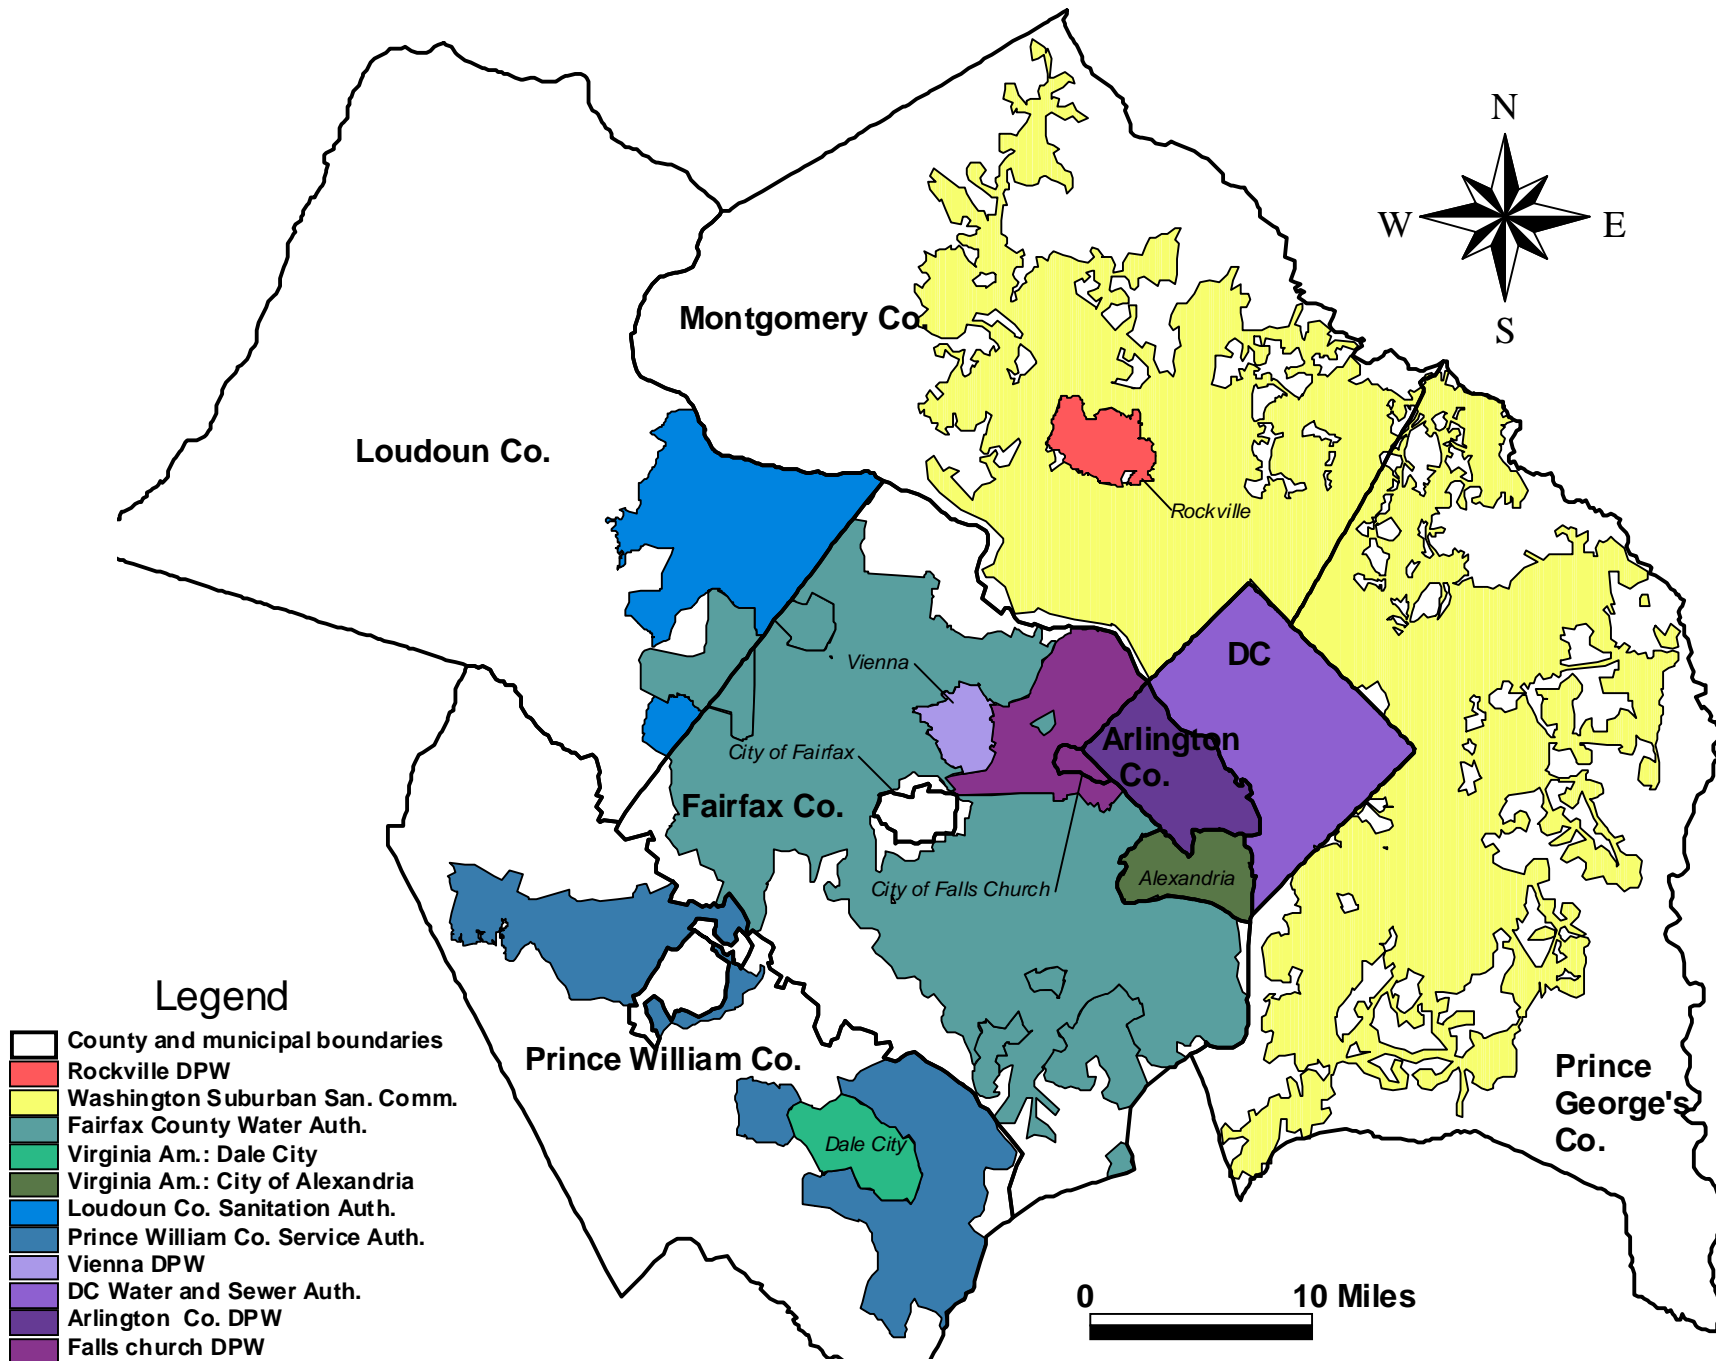 N
W
E
S
Montgomery Co.
Loudoun Co.
Rockville
DC
Vienna
Arlington
Co.
City of Fairfax
Fairfax Co.
City of Falls Church
Alexandria
Prince William Co.
Dale City
Prince
George's
Co.
Legend
County and municipal boundaries
Rockville DPW
Washington Suburban San. Comm.
Fairfax County Water Auth.
Virginia Am.: Dale City
Virginia Am.: City of Alexandria
Loudoun Co. Sanitation Auth.
Prince William Co. Service Auth.
Vienna DPW
DC Water and Sewer Auth.
Arlington Co. DPW
Falls church DPW
0 10 Miles